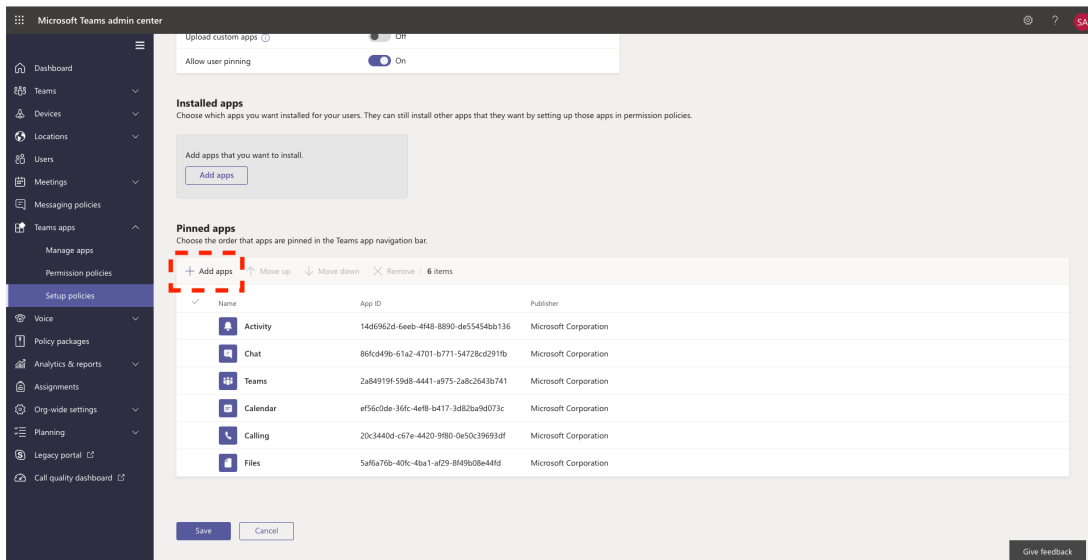 Microsoft Teams admin center
?
SA
Upload custom apps
Off
Allow user pinning
On
Dashboard
Teams
Devices
Locations
Users
Meetings
Messaging policies
Teams apps
Manage apps
Permission policies
Setup policies
Voice
Policy packages
Analytics & reports
Assignments
Org-wide settings
Planning
Legacy portal
Call quality dashboard
Installed apps
Choose which apps you want installed for your users. They can still install other apps that they want by setting up those apps in permission policies.
Add apps that you want to install.
Add apps
Pinned apps
Choose the order that apps are pinned in the Teams app navigation bar.
+ Add apps ↑ Move up ↓ Move down × Remove | 6 items
Name App ID Publisher
Activity 14d6962d-6eeb-4f48-8890-de55454bb136 Microsoft Corporation
Chat 86fcd49b-61a2-4701-b771-54728cd291fb Microsoft Corporation
Teams 2a84919f-59d8-4441-a975-2a8c2643b741 Microsoft Corporation
Calendar ef56c0de-36fc-4ef8-b417-3d82ba9d073c Microsoft Corporation
Calling 20c3440d-c67e-4420-9f80-0e50c39693df Microsoft Corporation
Files 5af6a76b-40fc-4ba1-af29-8f49b08e44fd Microsoft Corporation
Save Cancel
Give feedback